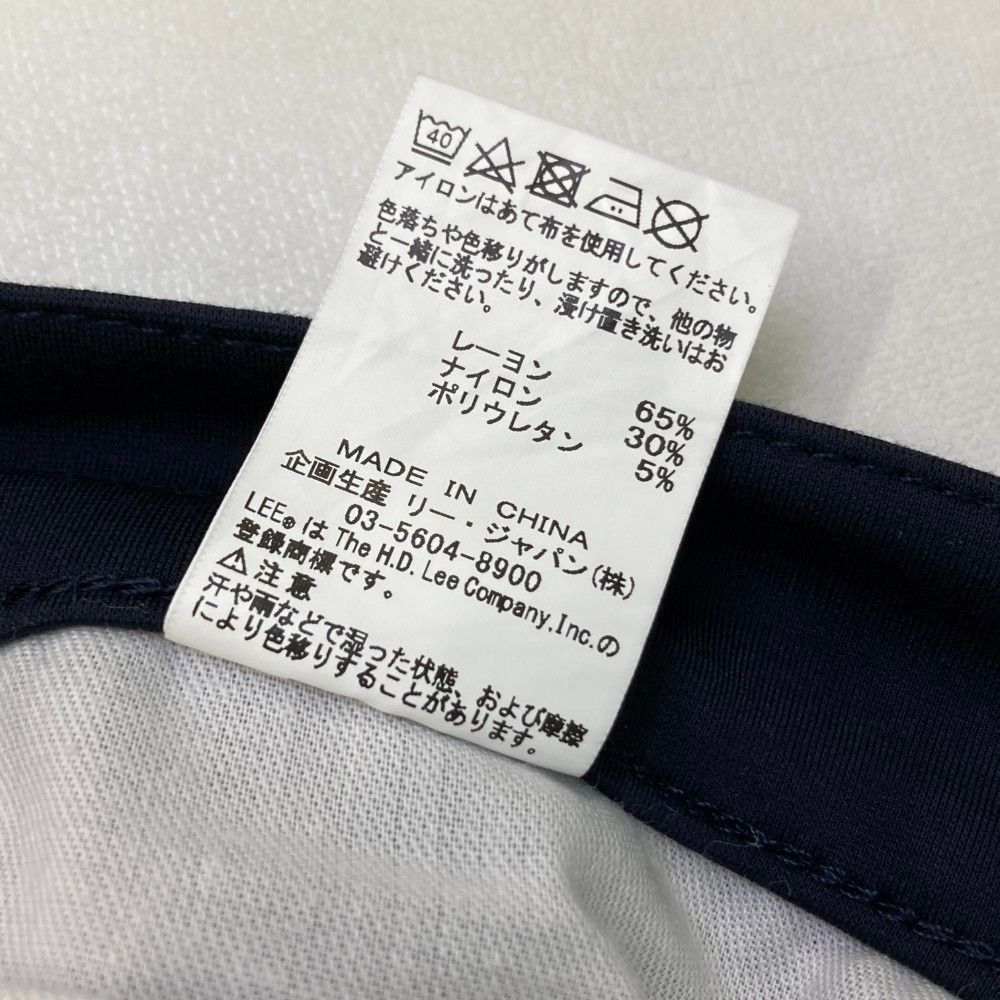 40
アイロンはあて布を使用してください。
色落ちや色移りがしますので、他の物
と一緒に洗ったり、浸け置き洗いはお
避けください。
レーヨン 65%
ナイロン 30%
ポリウレタン 5%
MADE IN CHINA
企画生産 リー・ジャパン(株)
03-5604-8900
LEE®は The H.D. Lee Company,Inc.の
登録商標です。
⚠ 注 意
汗や雨などで湿った状態、および摩擦
により色移りすることがあります。